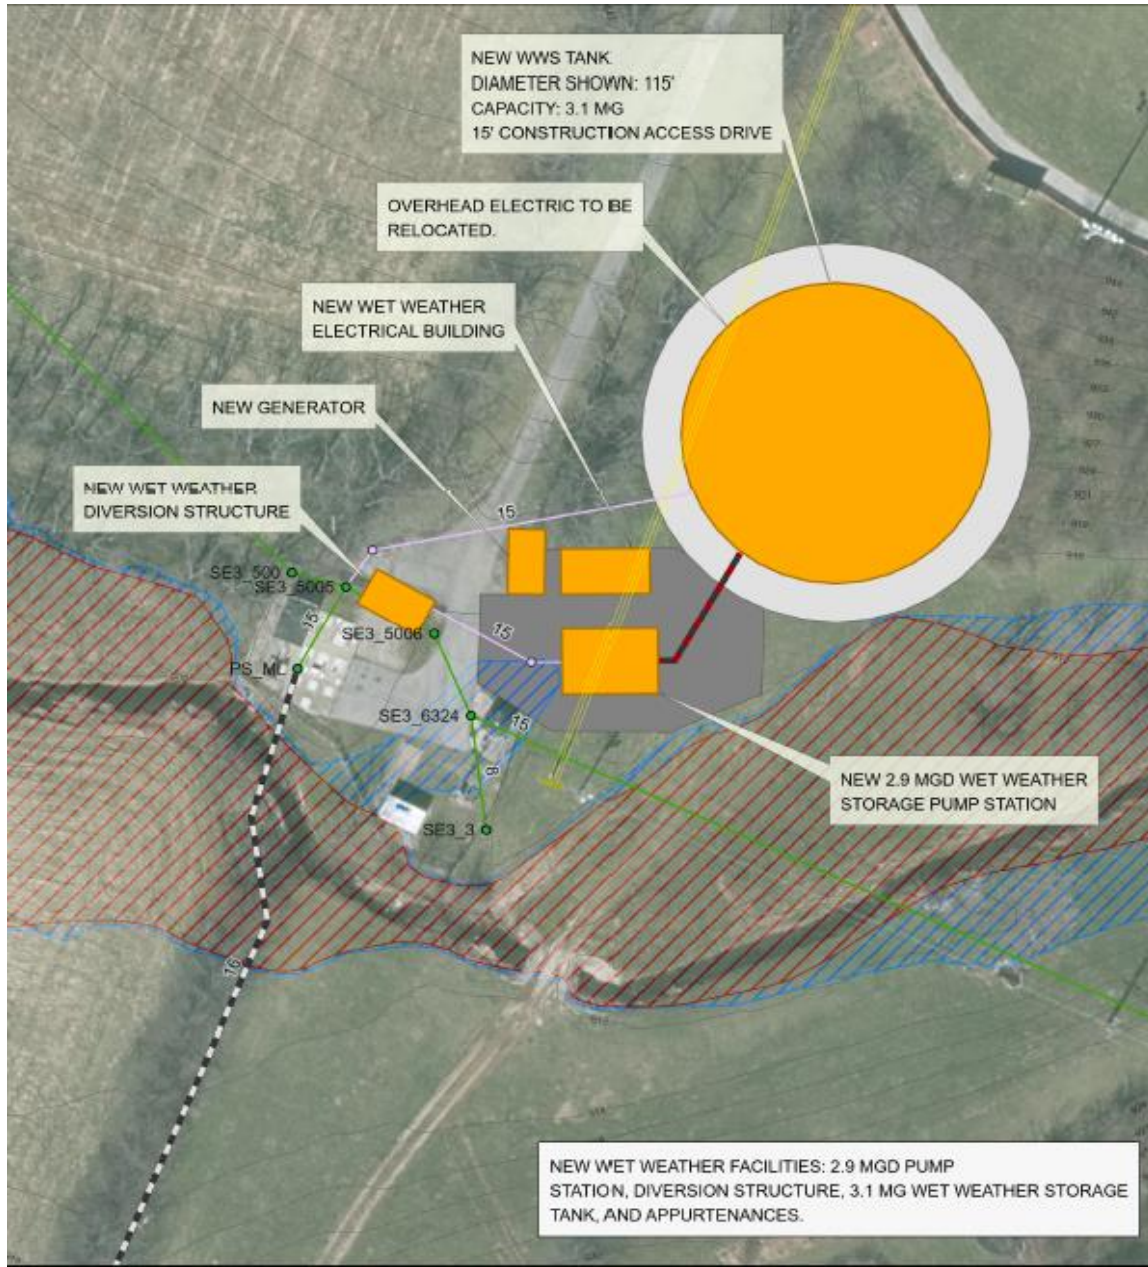 NEW WWS TANK
DIAMETER SHOWN: 115'
CAPACITY: 3.1 MG
15' CONSTRUCTION ACCESS DRIVE
OVERHEAD ELECTRIC TO BE
RELOCATED.
NEW WET WEATHER
ELECTRICAL BUILDING
NEW GENERATOR
NEW WET WEATHER
DIVERSION STRUCTURE
15
SE3_500
SE3_5005
15
SE3_5006
15
PS_ML
SE3_6324
15
8
SE3_3
NEW 2.9 MGD WET WEATHER
STORAGE PUMP STATION
16
NEW WET WEATHER FACILITIES: 2.9 MGD PUMP
STATION, DIVERSION STRUCTURE, 3.1 MG WET WEATHER STORAGE
TANK, AND APPURTENANCES.